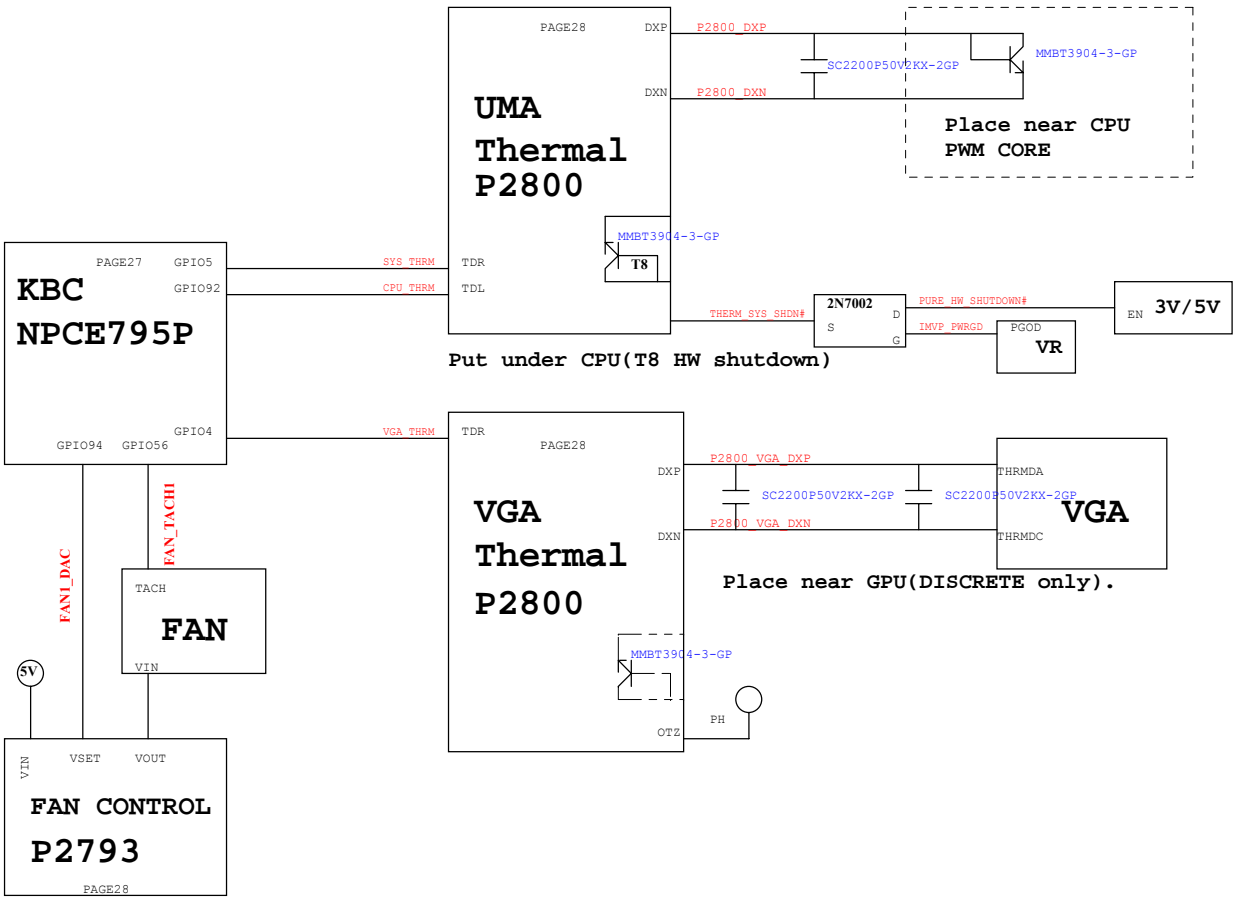 PAGE28
DXP
P2800_DXP
SC2200P50V2KX-2GP
MMBT3904-3-GP
DXN
P2800_DXN
Place near CPU
PWM CORE
UMA
Thermal
P2800
MMBT3904-3-GP
T8
PAGE27
GPIO5
SYS_THRM
TDR
GPIO92
CPU_THRM
TDL
KBC
NPCE795P
THERM_SYS_SHDN#
2N7002
S
D
G
PURE_HW_SHUTDOWN#
IMVP_PWRGD
EN
3V/5V
PGOD
VR
Put under CPU(T8 HW shutdown)
GPIO94
GPIO56
GPIO4
VGA_THRM
TDR
PAGE28
DXP
P2800_VGA_DXP
THRMDA
SC2200P50V2KX-2GP
SC2200P50V2KX-2GP
VGA
DXN
P2800_VGA_DXN
THRMDC
VGA
Thermal
P2800
Place near GPU(DISCRETE only).
FAN1_DAC
FAN_TACH1
TACH
FAN
VIN
MMBT3904-3-GP
OTZ
PH
5V
VIN
VSET
VOUT
FAN CONTROL
P2793
PAGE28